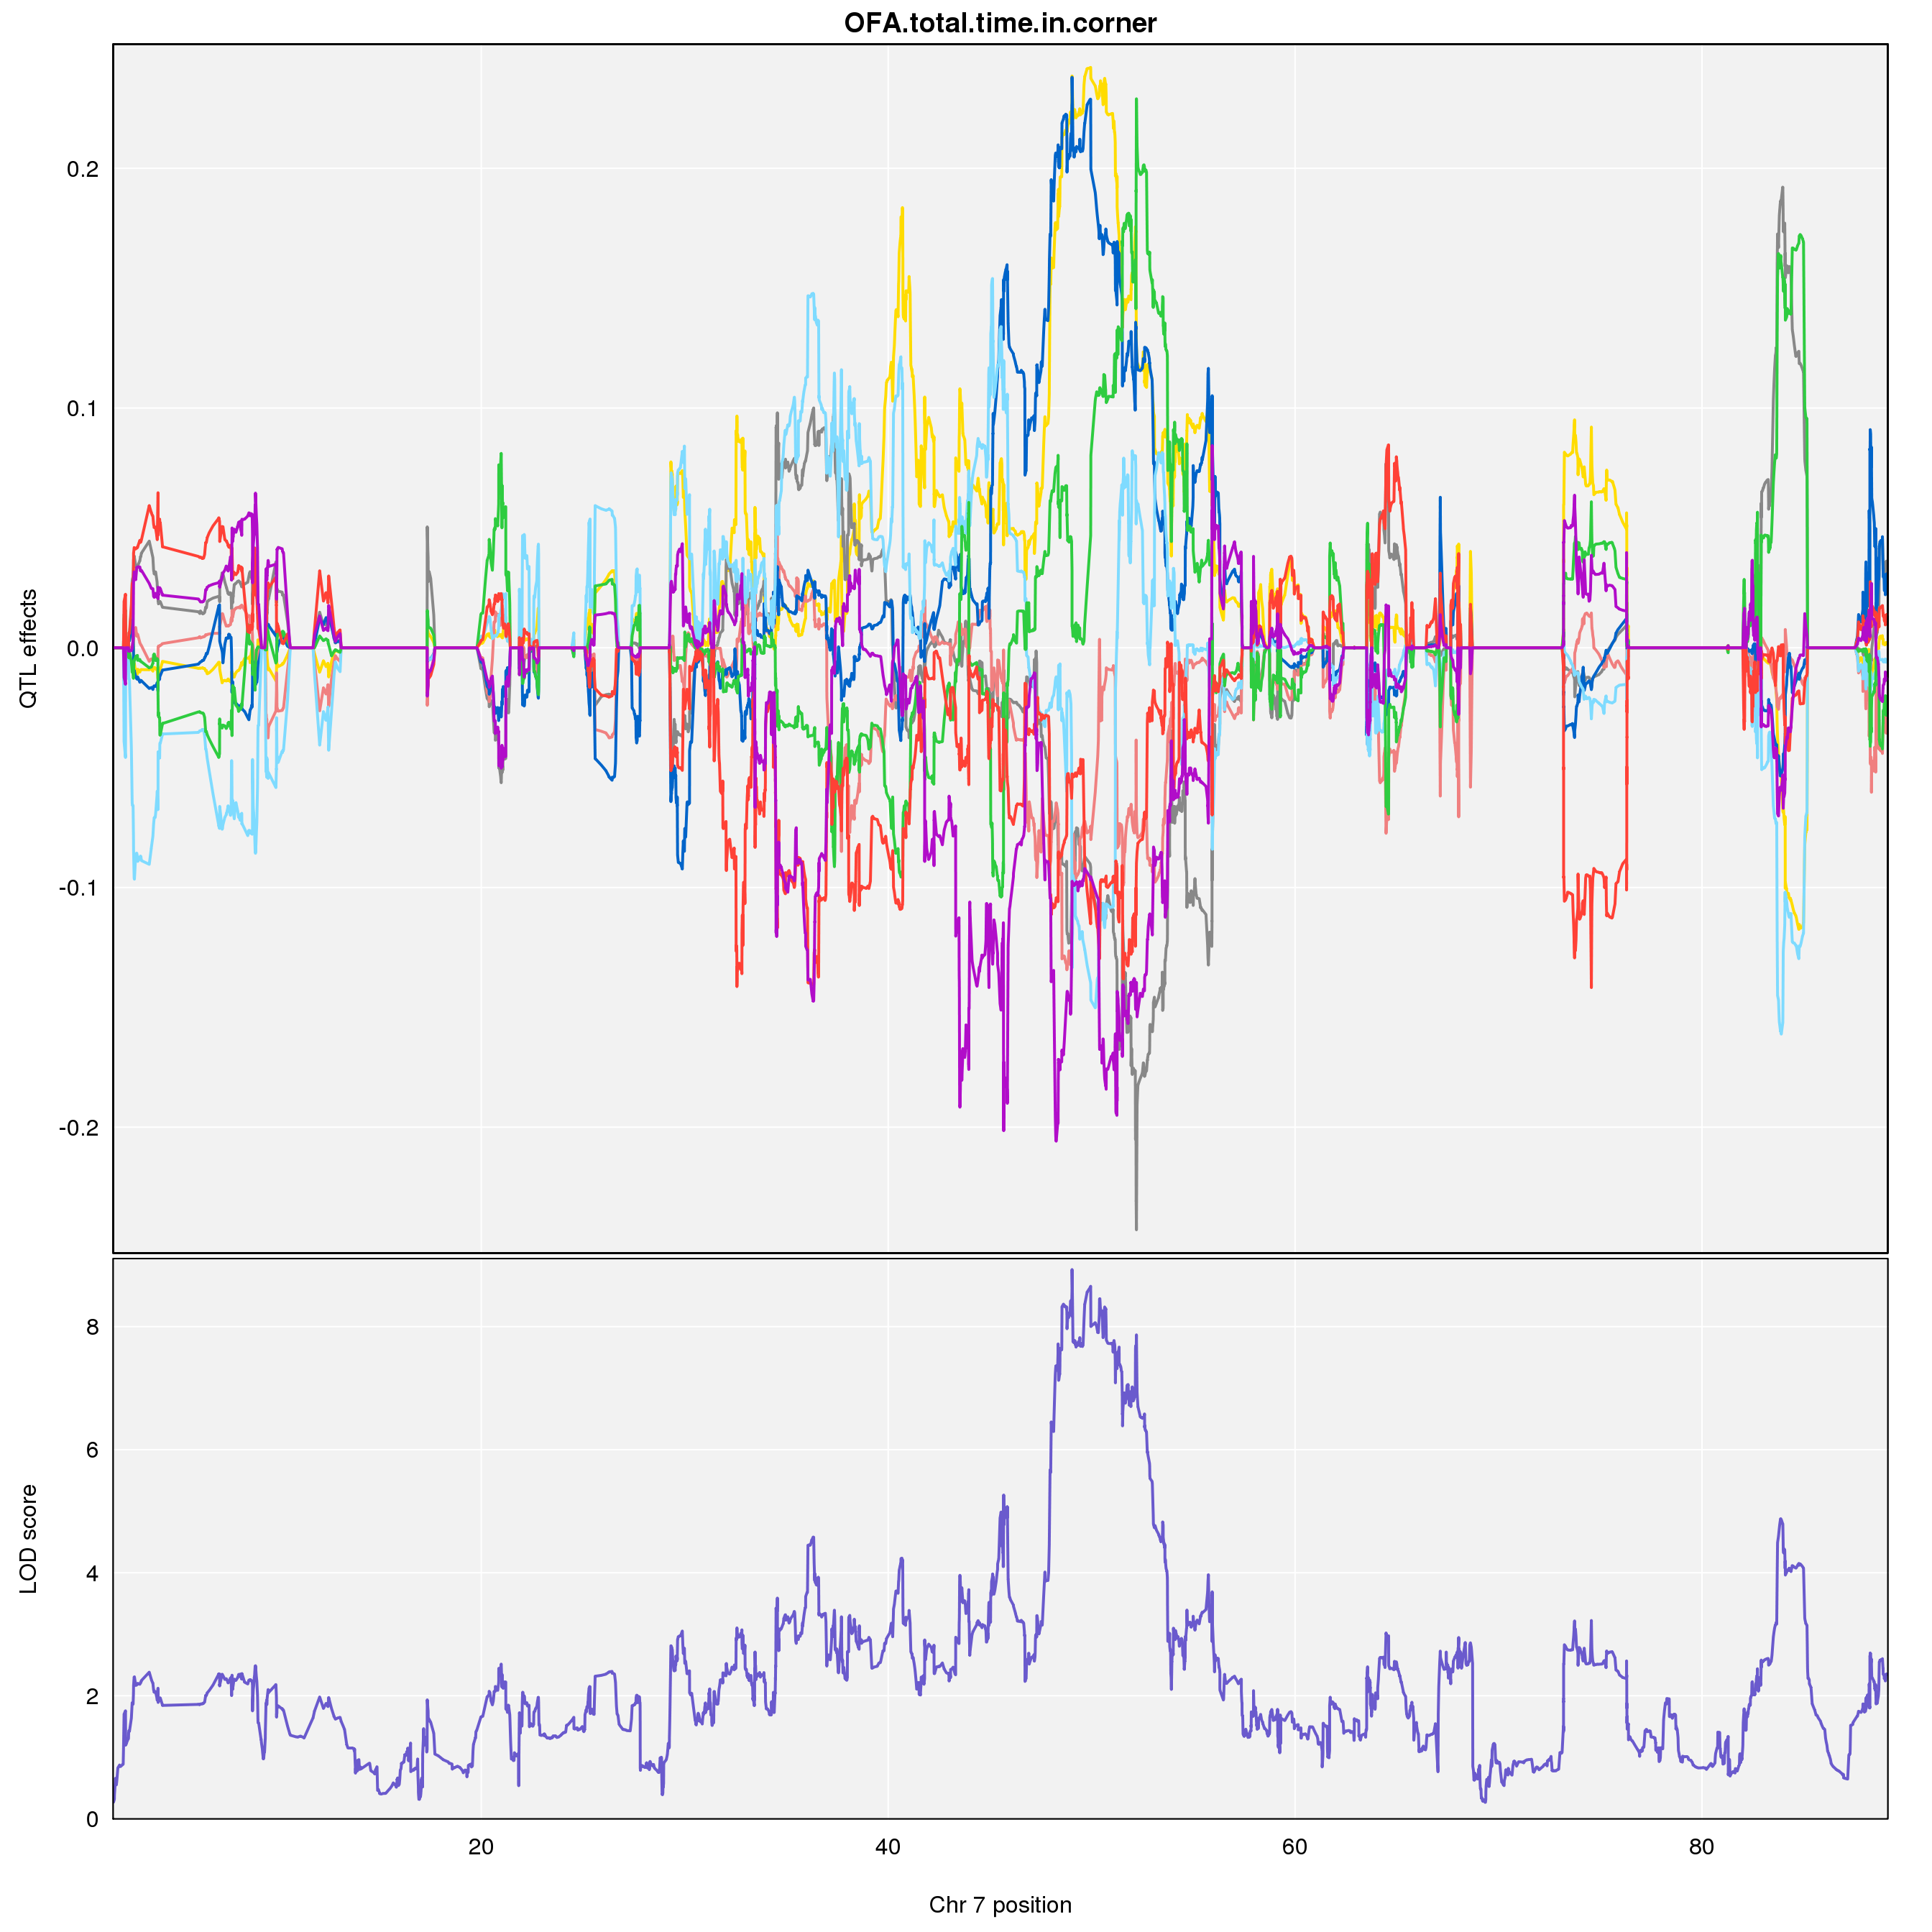 OFA.total.time.in.corner
QTL effects
0.2
0.1
0.0
-0.1
-0.2
LOD score
8
6
4
2
0
20 40 60 80
Chr 7 position